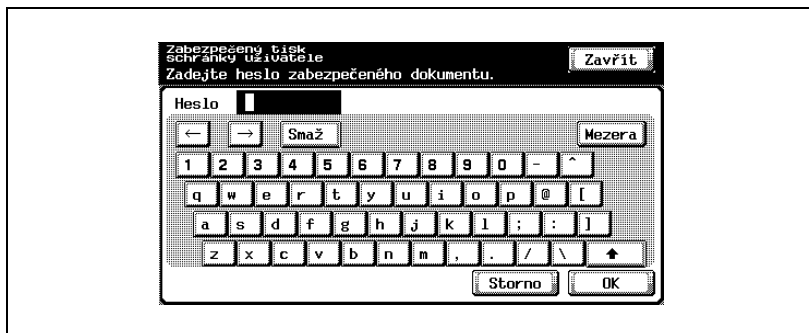 Zabezpečený tisk
schránky uživatele
Zavřít
Zadejte heslo zabezpečeného dokumentu.
Heslo
← → Smaž Mezera
1 2 3 4 5 6 7 8 9 0 - ^
q w e r t y u i o p @ [
a s d f g h j k l ; : ]
z x c v b n m , . / \ ↑
Storno OK